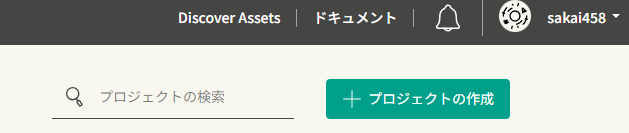 Discover Assets
ドキュメント
sakai458
プロジェクトの検索
プロジェクトの作成